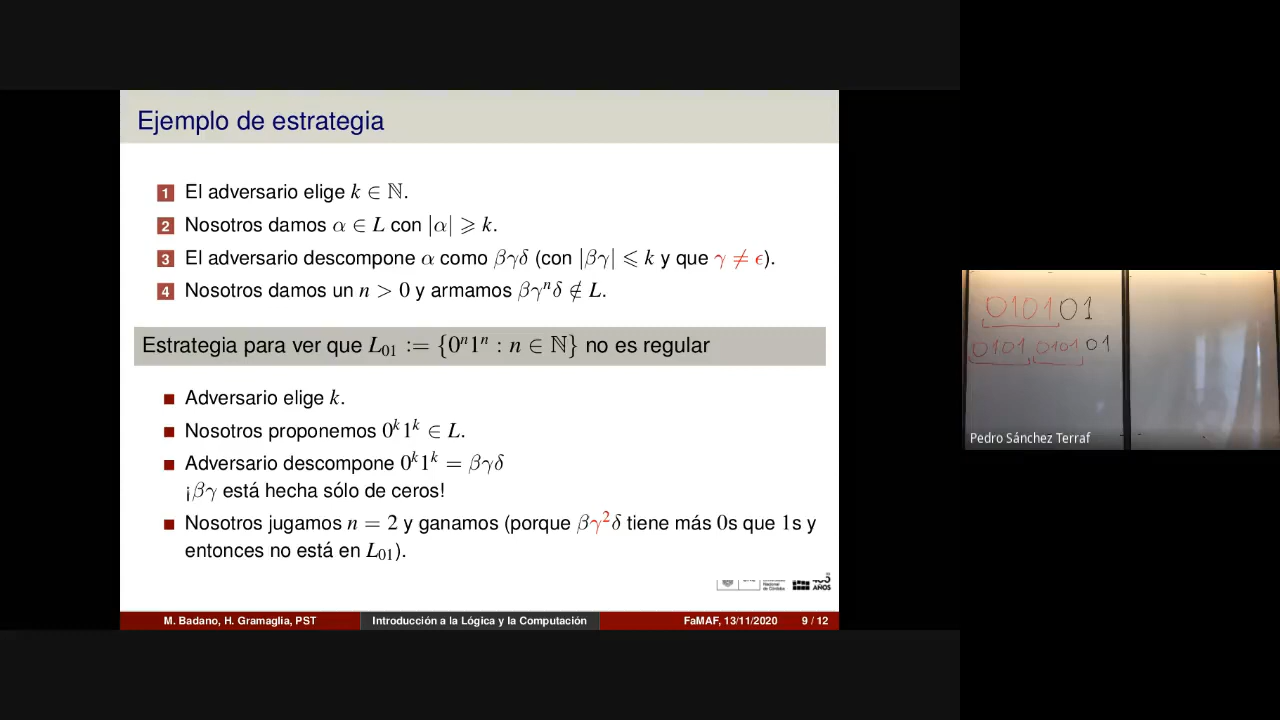 Ejemplo de estrategia
1 El adversario elige k ∈ ℕ.
2 Nosotros damos α ∈ L con |α| ⩾ k.
3 El adversario descompone α como βγδ (con |βγ| ⩽ k y que γ ≠ ϵ).
4 Nosotros damos un n > 0 y armamos βγⁿδ ∉ L.
Estrategia para ver que L₀₁ := {0ⁿ1ⁿ : n ∈ ℕ} no es regular
Adversario elige k.
Nosotros proponemos 0ᵏ1ᵏ ∈ L.
Adversario descompone 0ᵏ1ᵏ = βγδ
¡βγ está hecha sólo de ceros!
Nosotros jugamos n = 2 y ganamos (porque βγ²δ tiene más 0s que 1s y
entonces no está en L₀₁).
AÑOS
M. Badano, H. Gramaglia, PST
Introducción a la Lógica y la Computación
FaMAF, 13/11/2020
9 / 12
010101
0101 0101 01
Pedro Sánchez Terraf